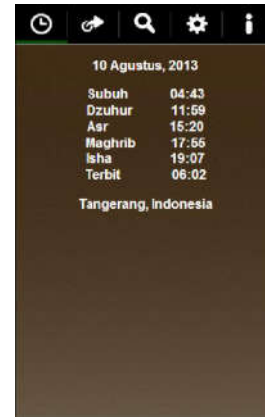 10 Agustus, 2013
Subuh 04:43
Dzuhur 11:59
Asr 15:20
Maghrib 17:55
Isha 19:07
Terbit 06:02
Tangerang, Indonesia